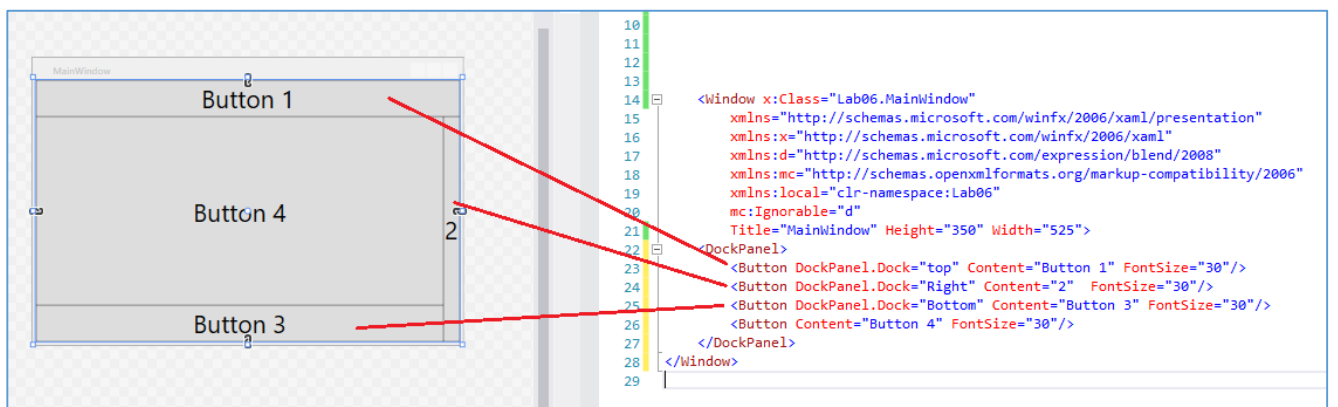 MainWindow
Button 1
Button 4
2
Button 3
10
11
12
13
14 <Window x:Class="Lab06.MainWindow"
15 xmlns="http://schemas.microsoft.com/winfx/2006/xaml/presentation"
16 xmlns:x="http://schemas.microsoft.com/winfx/2006/xaml"
17 xmlns:d="http://schemas.microsoft.com/expression/blend/2008"
18 xmlns:mc="http://schemas.openxmlformats.org/markup-compatibility/2006"
19 xmlns:local="clr-namespace:Lab06"
20 mc:Ignorable="d"
21 Title="MainWindow" Height="350" Width="525">
22 <DockPanel>
23 <Button DockPanel.Dock="top" Content="Button 1" FontSize="30"/>
24 <Button DockPanel.Dock="Right" Content="2"  FontSize="30"/>
25 <Button DockPanel.Dock="Bottom" Content="Button 3" FontSize="30"/>
26 <Button Content="Button 4" FontSize="30"/>
27 </DockPanel>
28 </Window>
29